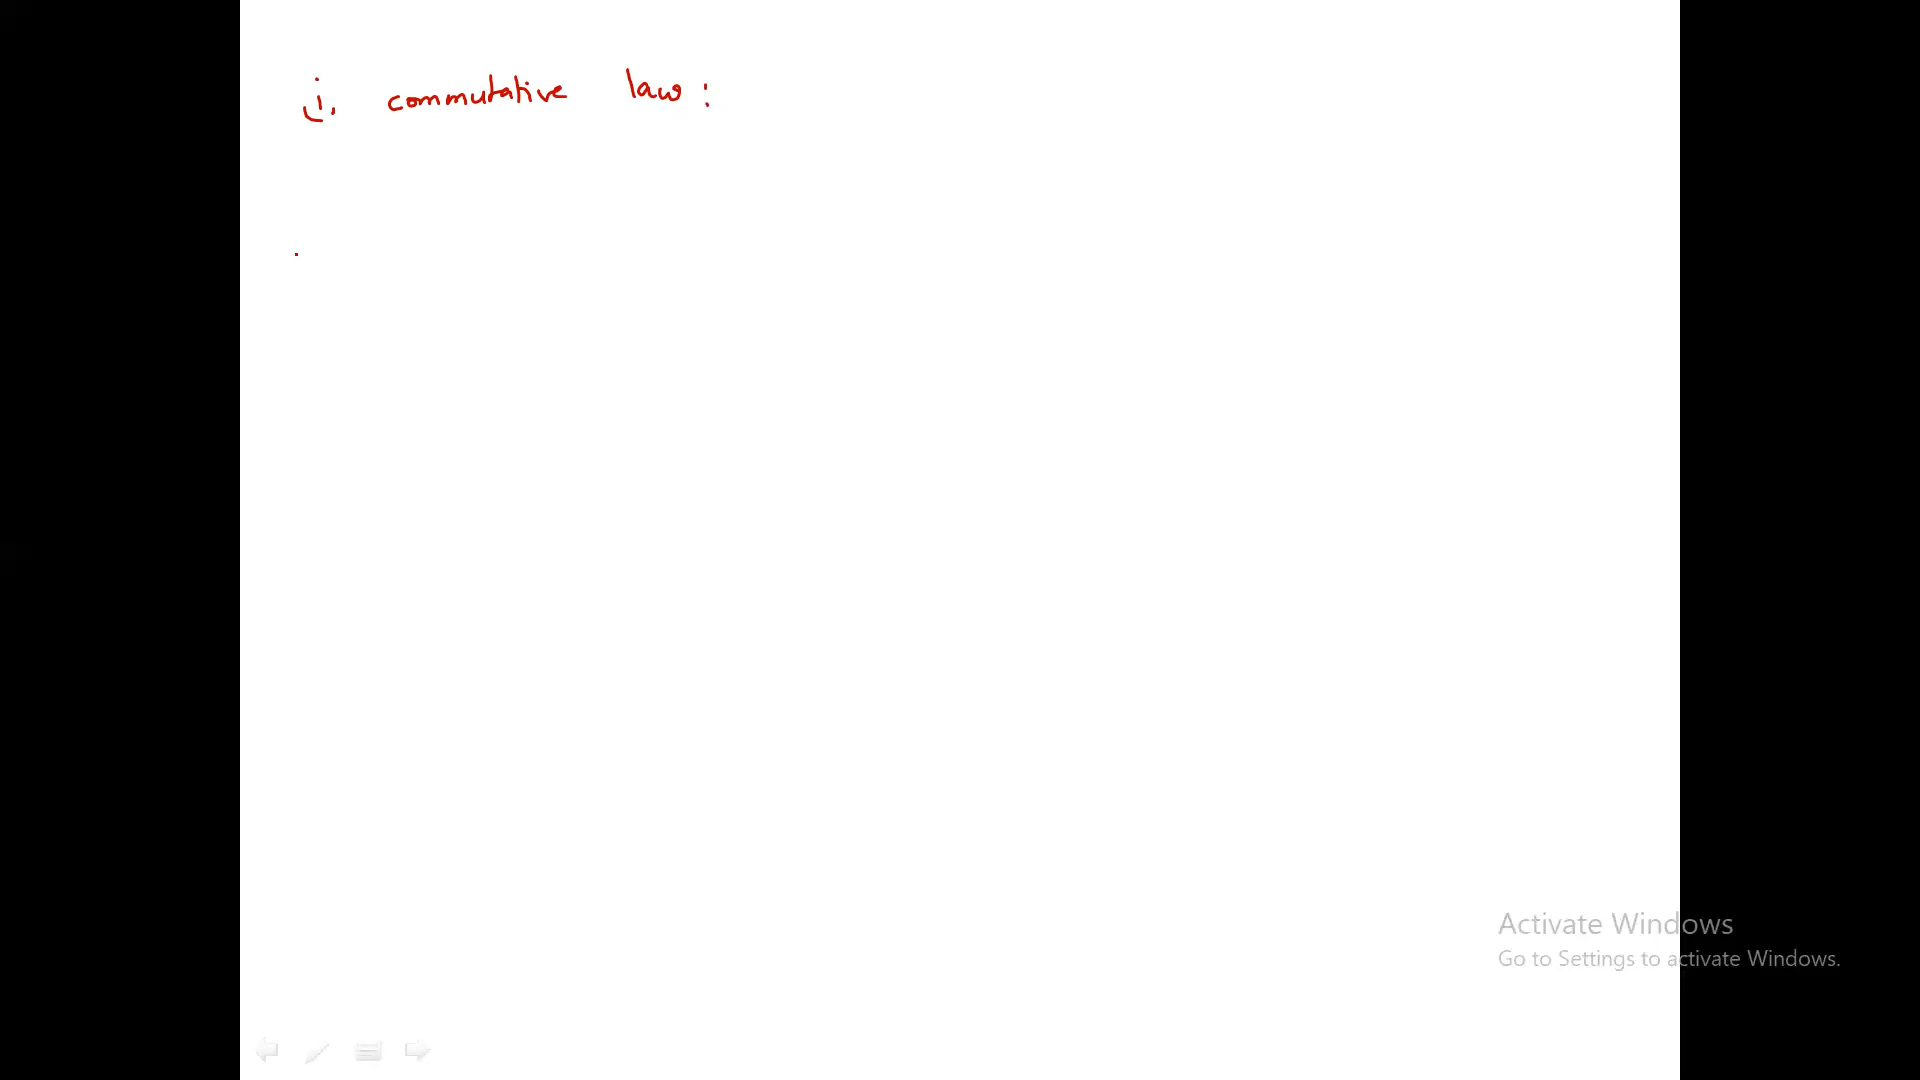 i. commutative law :
Activate Windows
Go to Settings to activate Windows.